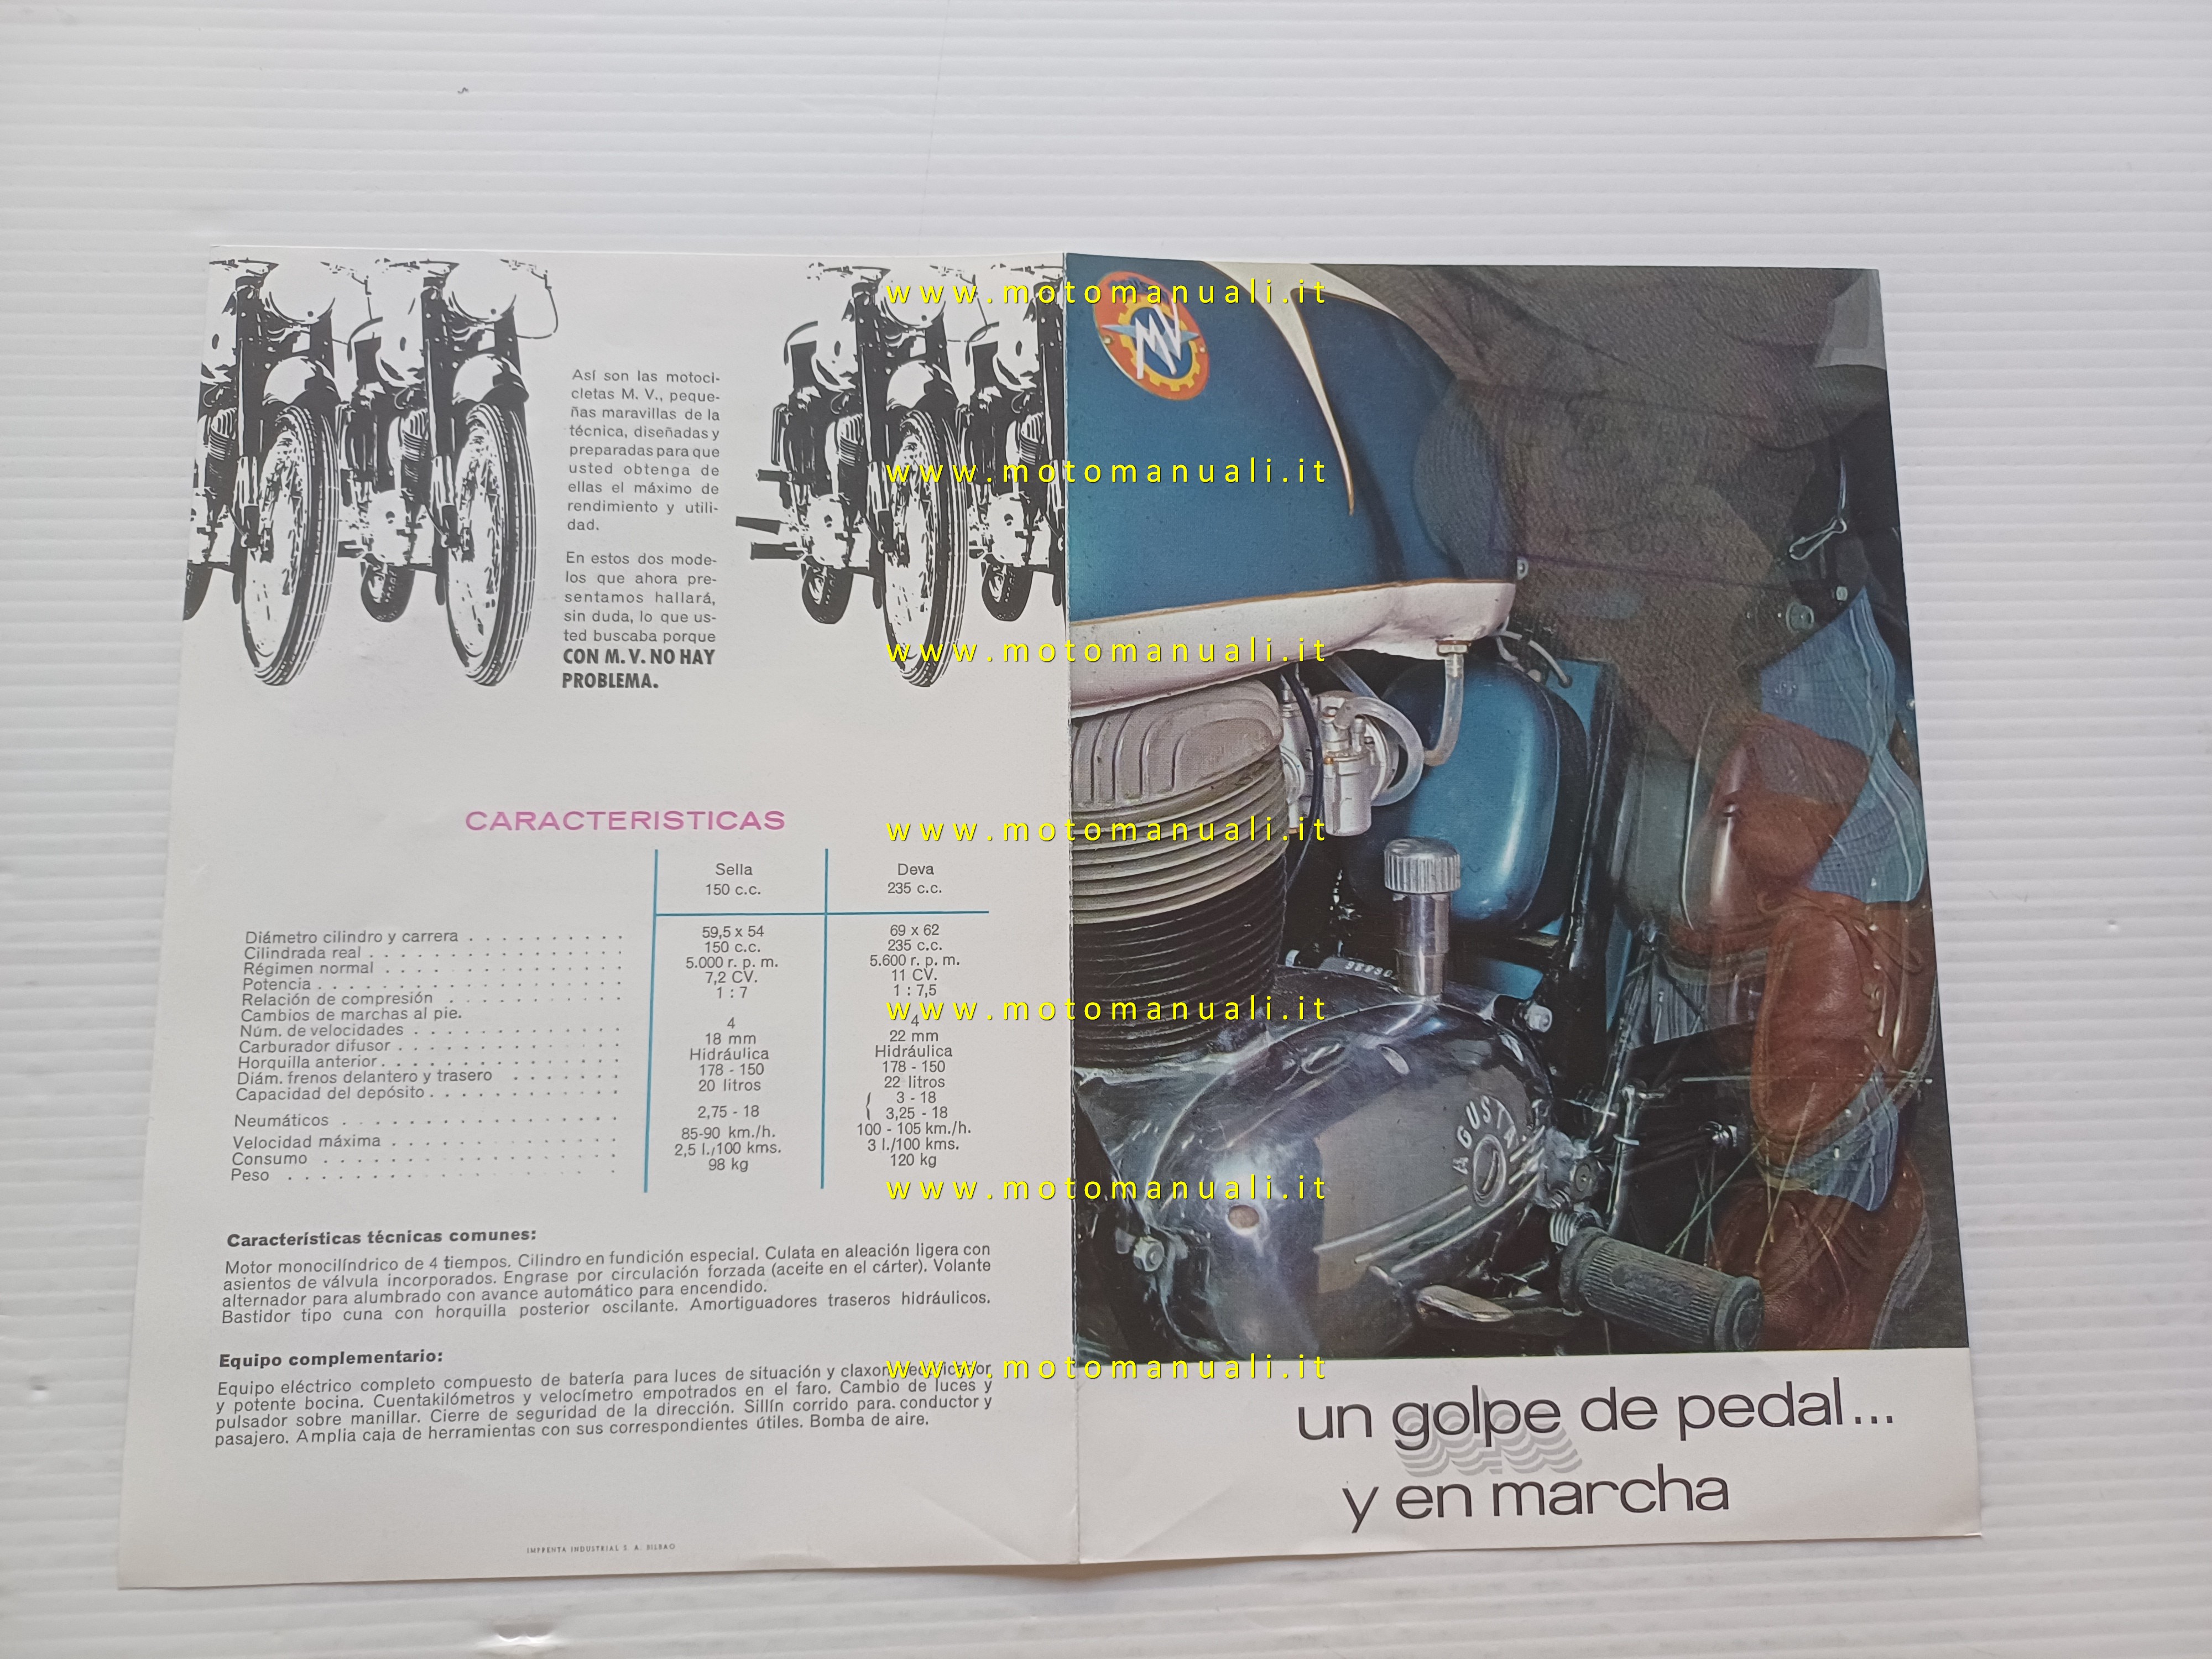 Así son las motoci-
cletas M. V., peque-
ñas maravillas de la
técnica, diseñadas y
preparadas para que
usted obtenga de
ellas el máximo de
rendimiento y utili-
dad.
En estos dos mode-
los que ahora pre-
sentamos hallará,
sin duda, lo que us-
ted buscaba porque
CON M. V. NO HAY
PROBLEMA.
CARACTERISTICAS
Sella Deva
150 c.c. 235 c.c.
Diámetro cilindro y carrera . . . . . . . . . . 59,5 x 54 69 x 62
Cilindrada real . . . . . . . . . . . . . . . . 150 c.c. 235 c.c.
Régimen normal . . . . . . . . . . . . . . . 5.000 r. p. m. 5.600 r. p. m.
Potencia . . . . . . . . . . . . . . . . . . . 7,2 CV. 11 CV.
Relación de compresión . . . . . . . . . . . 1 : 7 1 : 7,5
Cambios de marchas al pie.
Núm. de velocidades . . . . . . . . . . . . . 4 4
Carburador difusor . . . . . . . . . . . . . . 18 mm 22 mm
Horquilla anterior . . . . . . . . . . . . . . . Hidráulica Hidráulica
Diám. frenos delantero y trasero . . . . . . . 178 - 150 178 - 150
Capacidad del depósito . . . . . . . . . . . . 20 litros 22 litros
Neumáticos . . . . . . . . . . . . . . . . . . 2,75 - 18 { 3 - 18
3,25 - 18
Velocidad máxima . . . . . . . . . . . . . . . 85-90 km./h. 100 - 105 km./h.
Consumo . . . . . . . . . . . . . . . . . . . 2,5 l./100 kms. 3 l./100 kms.
Peso . . . . . . . . . . . . . . . . . . . . . 98 kg 120 kg
Características técnicas comunes:
Motor monocilíndrico de 4 tiempos. Cilindro en fundición especial. Culata en aleación ligera con
asientos de válvula incorporados. Engrase por circulación forzada (aceite en el cárter). Volante
alternador para alumbrado con avance automático para encendido.
Bastidor tipo cuna con horquilla posterior oscilante. Amortiguadores traseros hidráulicos.
Equipo complementario:
Equipo eléctrico completo compuesto de batería para luces de situación y claxon, rectificador
y potente bocina. Cuentakilómetros y velocímetro empotrados en el faro. Cambio de luces y
pulsador sobre manillar. Cierre de seguridad de la dirección. Sillín corrido para conductor y
pasajero. Amplia caja de herramientas con sus correspondientes útiles. Bomba de aire.
IMPRENTA INDUSTRIAL S. A. BILBAO
MV
AGUSTA
un golpe de pedal...
y en marcha
www.motomanuali.it
www.motomanuali.it
www.motomanuali.it
www.motomanuali.it
www.motomanuali.it
www.motomanuali.it
www.motomanuali.it